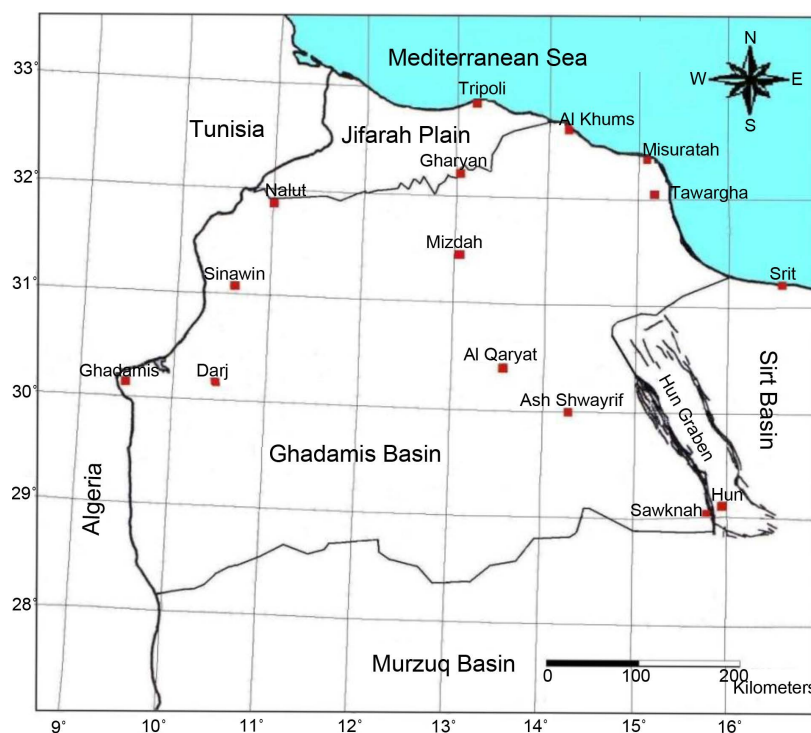 N
Mediterranean Sea
33°
W
E
Tripoli
S
Tunisia
Jifarah Plain
Al Khums
Gharyan
Misuratah
32°
Nalut
Tawargha
Mizdah
31°
Sinawin
Srit
Ghadamis
Darj
Al Qaryat
30°
Ash Shwayrif
Hun Graben
Sirt Basin
Ghadamis Basin
Algeria
29°
Hun
Sawknah
28°
Murzuq Basin
0
100
200
Kilometers
9°
10°
11°
12°
13°
14°
15°
16°